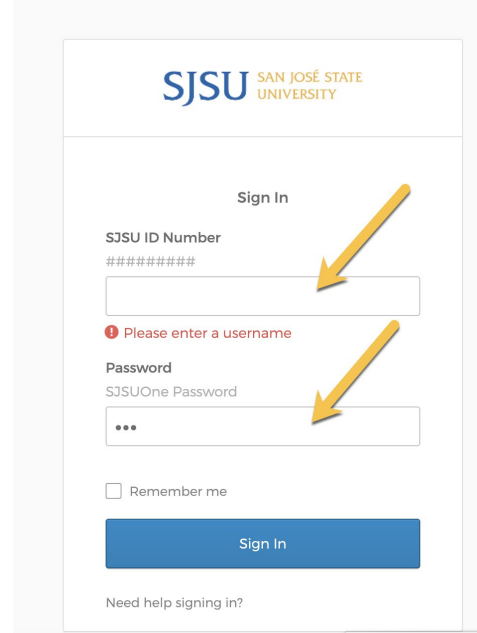 SJSU SAN JOSÉ STATE
UNIVERSITY
Sign In
SJSU ID Number
#########
Please enter a username
Password
SJSUOne Password
•••
Remember me
Sign In
Need help signing in?